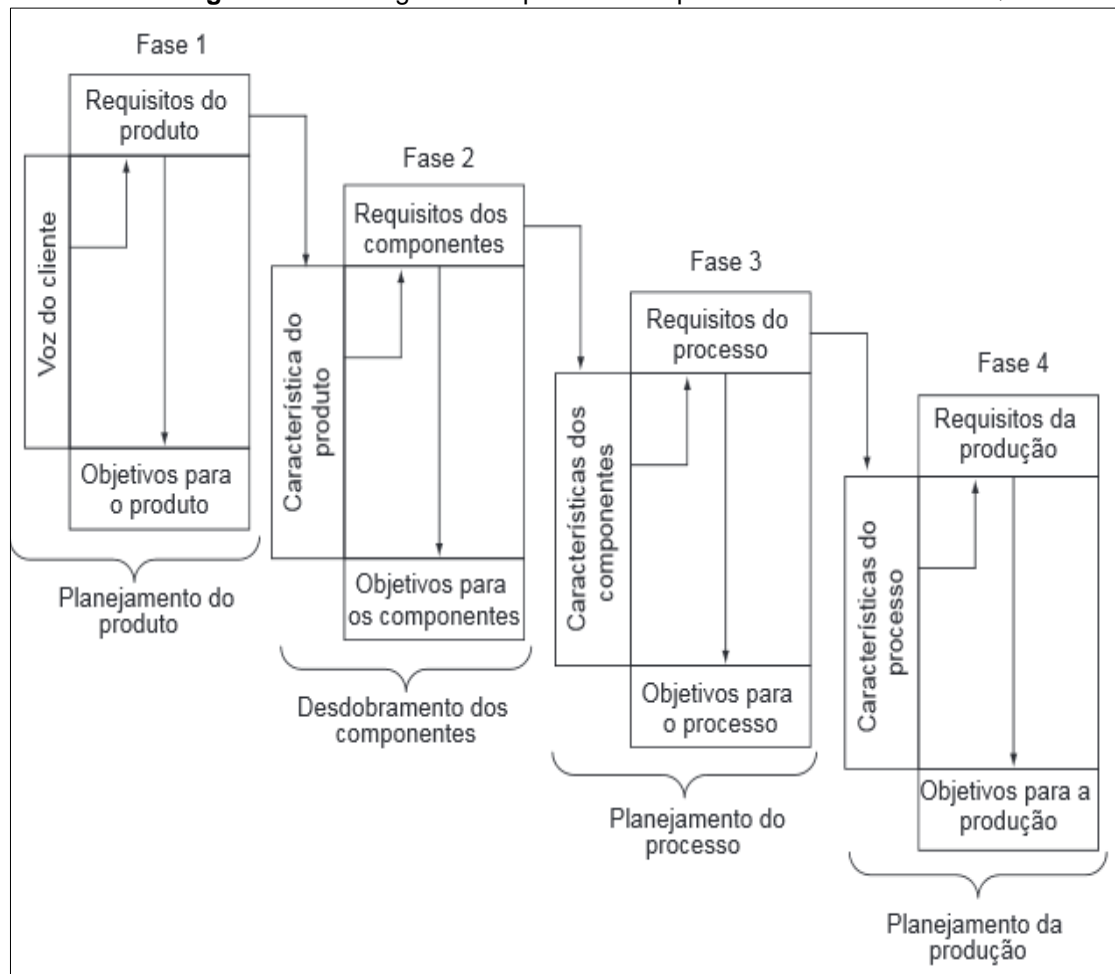 Fase 1
Requisitos do
produto
Voz do cliente
Objetivos para
o produto
Planejamento do
produto
Fase 2
Requisitos dos
componentes
Característica do
produto
Objetivos para
os componentes
Desdobramento dos
componentes
Fase 3
Requisitos do
processo
Características dos
componentes
Objetivos para
o processo
Planejamento do
processo
Fase 4
Requisitos da
produção
Características do
processo
Objetivos para a
produção
Planejamento da
produção